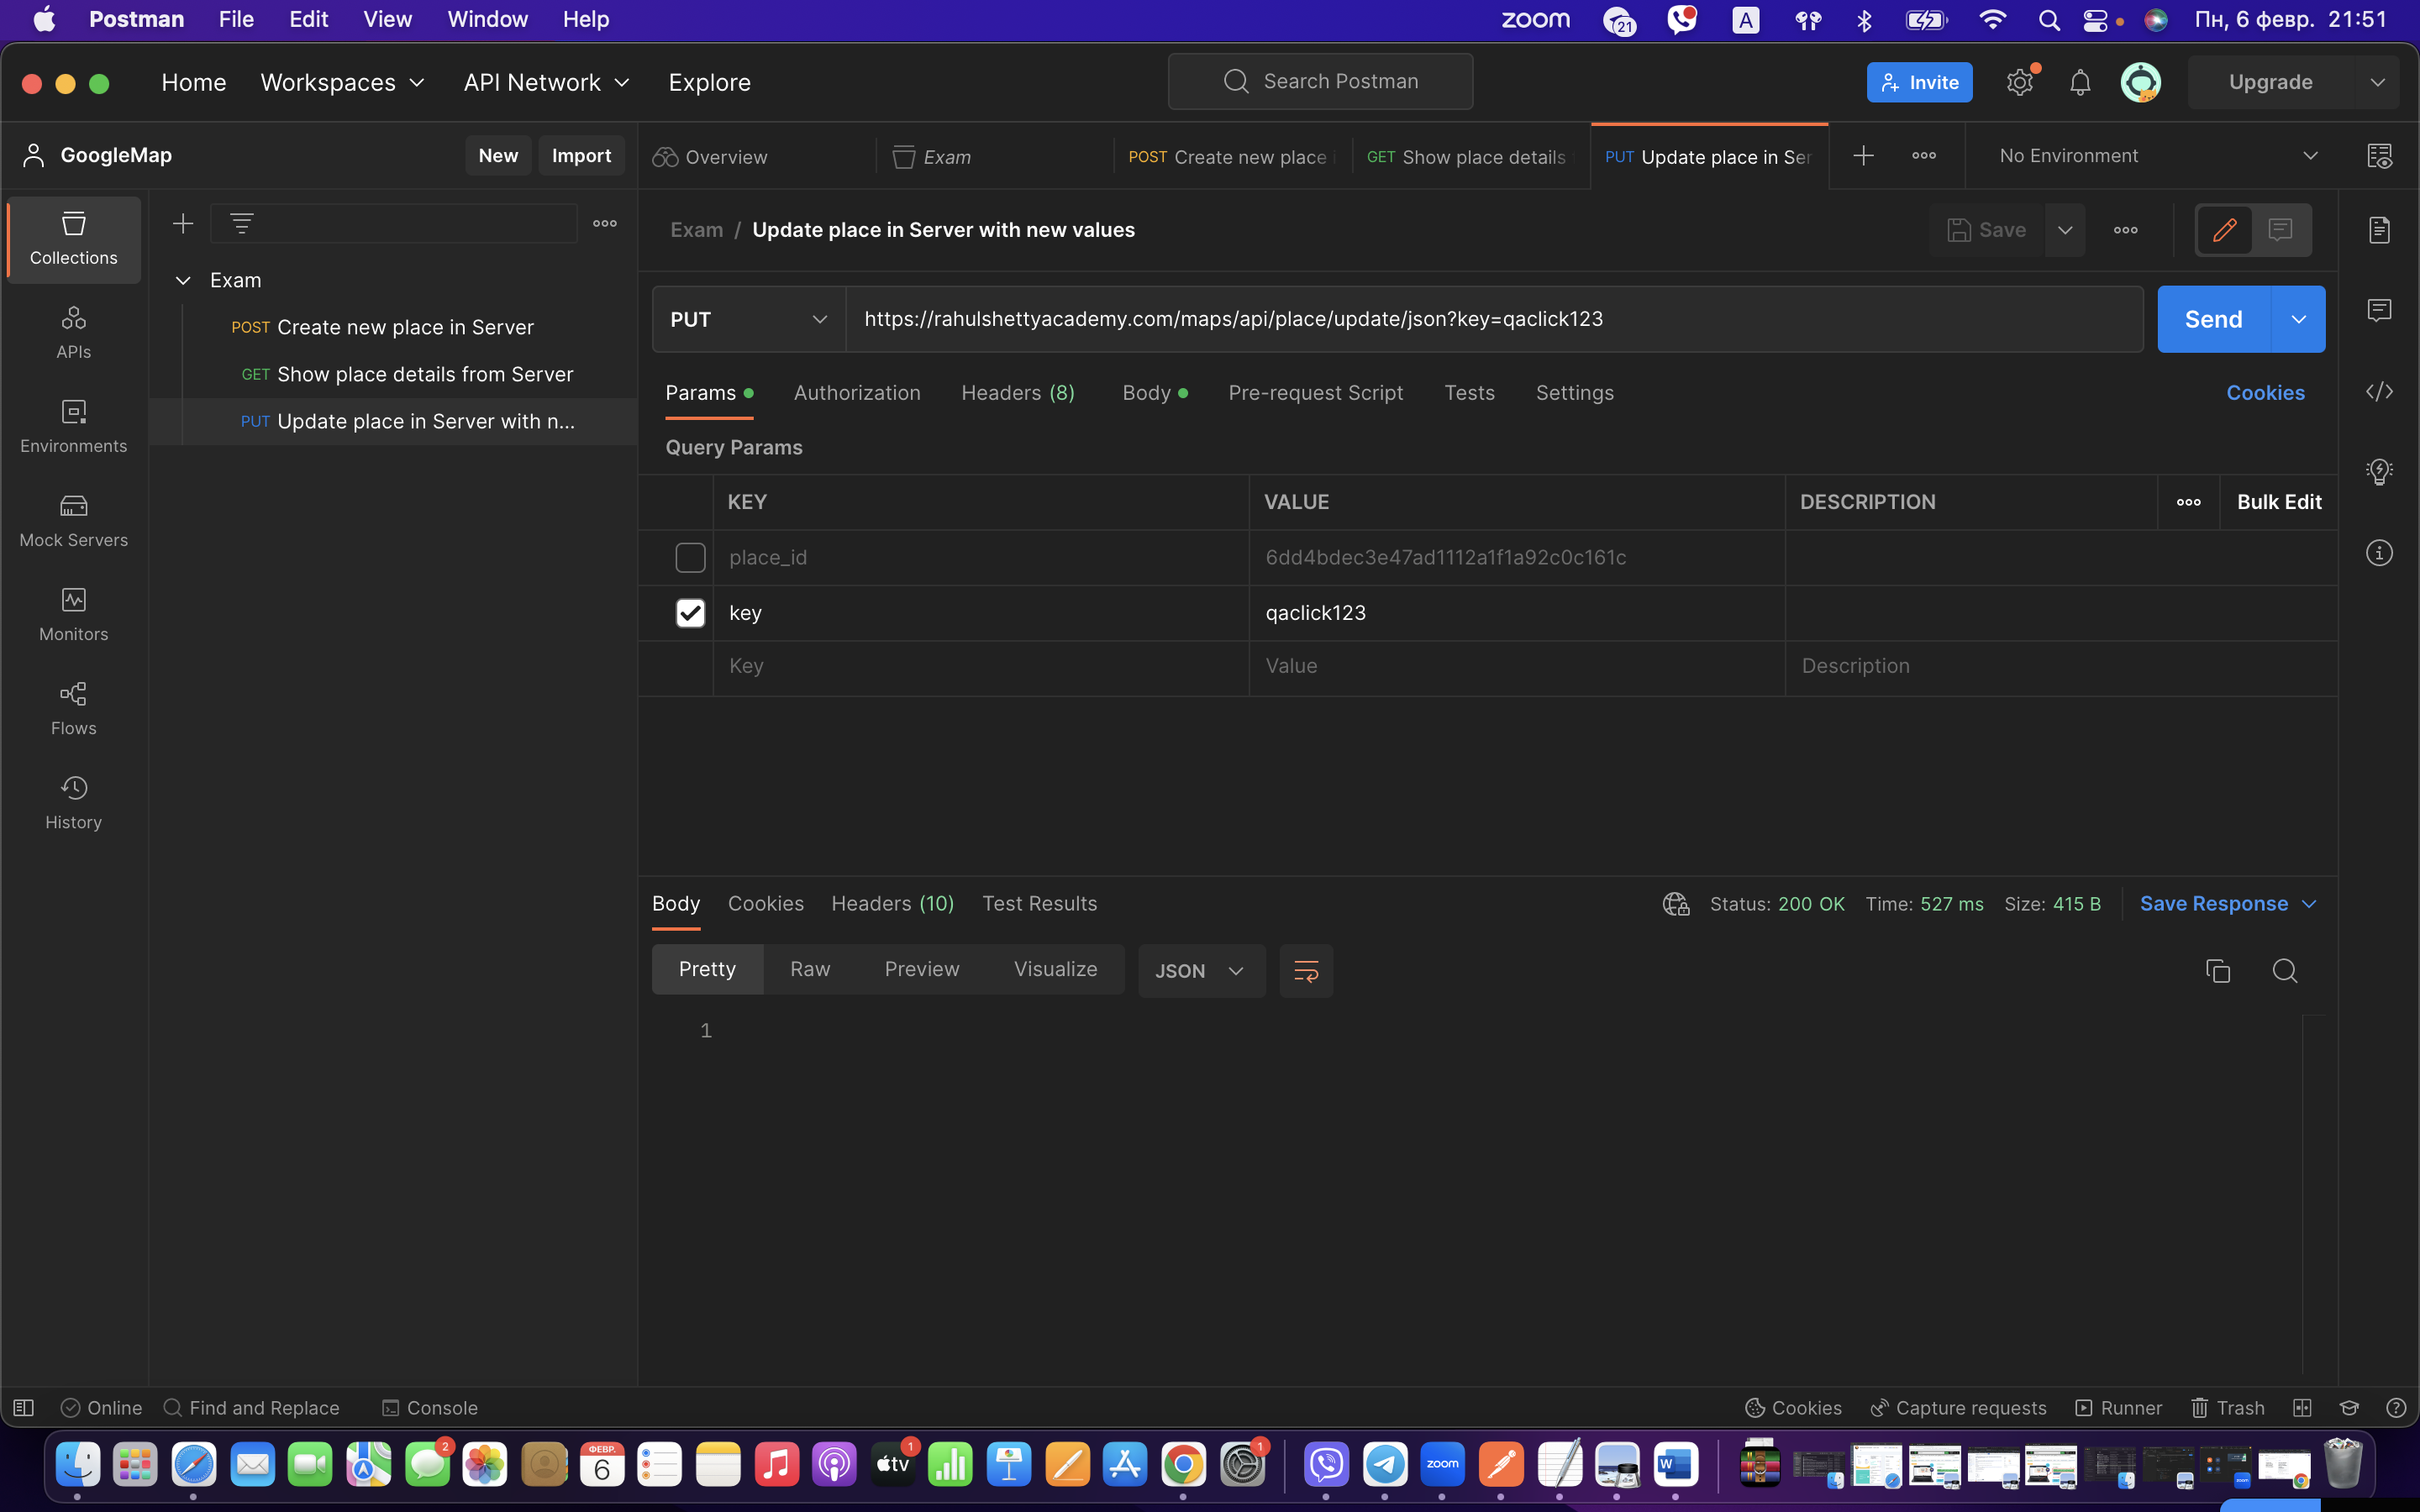 Postman File Edit View Window Help
zoom 21 A Пн, 6 февр. 21:51
Home Workspaces API Network Explore
Search Postman
Invite Upgrade
GoogleMap New Import
Overview Exam POST Create new place i GET Show place details PUT Update place in Ser
No Environment
Collections
APIs
Environments
Mock Servers
Monitors
Flows
History
Exam
POST Create new place in Server
GET Show place details from Server
PUT Update place in Server with n...
Exam / Update place in Server with new values
Save
PUT https://rahulshettyacademy.com/maps/api/place/update/json?key=qaclick123 Send
Params Authorization Headers (8) Body Pre-request Script Tests Settings Cookies
Query Params
KEY VALUE DESCRIPTION Bulk Edit
place_id 6dd4bdec3e47ad1112a1f1a92c0c161c
key qaclick123
Key Value Description
Body Cookies Headers (10) Test Results
Status: 200 OK Time: 527 ms Size: 415 B Save Response
Pretty Raw Preview Visualize JSON
1
Online Find and Replace Console
Cookies Capture requests Runner Trash
2 ФЕВР. 6 tv 1 1 zoom W